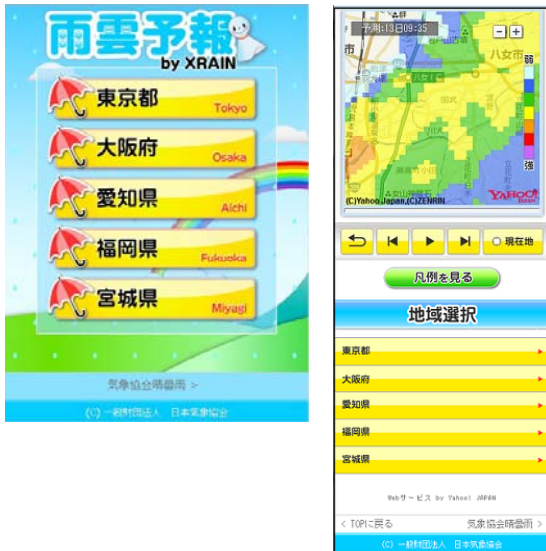 雨雲予報
by XRAIN
東京都
Tokyo
大阪府
Osaka
愛知県
Aichi
福岡県
Fukuoka
宮城県
Miyagi
気象協会晴曇雨 >
(C) 一般財団法人 日本気象協会
予測:13日09:35
八女市
弱
強
(C)Yahoo Japan,(C)ZENRIN
YAHOO!
JAPAN
現在地
凡例を見る
地域選択
東京都
大阪府
愛知県
福岡県
宮城県
Webサービス by Yahoo! JAPAN
< TOPに戻る
気象協会晴曇雨 >
(C) 一般財団法人 日本気象協会